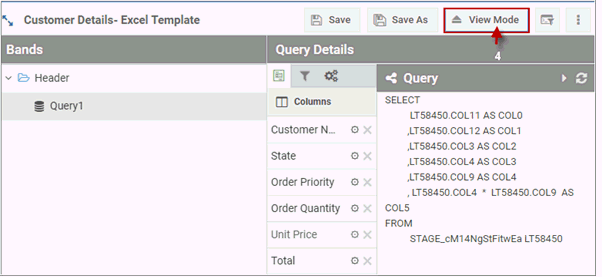 Customer Details- Excel Template
Save
Save As
View Mode
4
Bands
Query Details
Header
Query1
Columns
Customer N...
State
Order Priority
Order Quantity
Unit Price
Total
Query
SELECT
LT58450.COL11 AS COL0
,LT58450.COL12 AS COL1
,LT58450.COL3 AS COL2
,LT58450.COL4 AS COL3
,LT58450.COL9 AS COL4
, LT58450.COL4 * LT58450.COL9 AS
COL5
FROM
STAGE_cM14NgStFitwEa LT58450